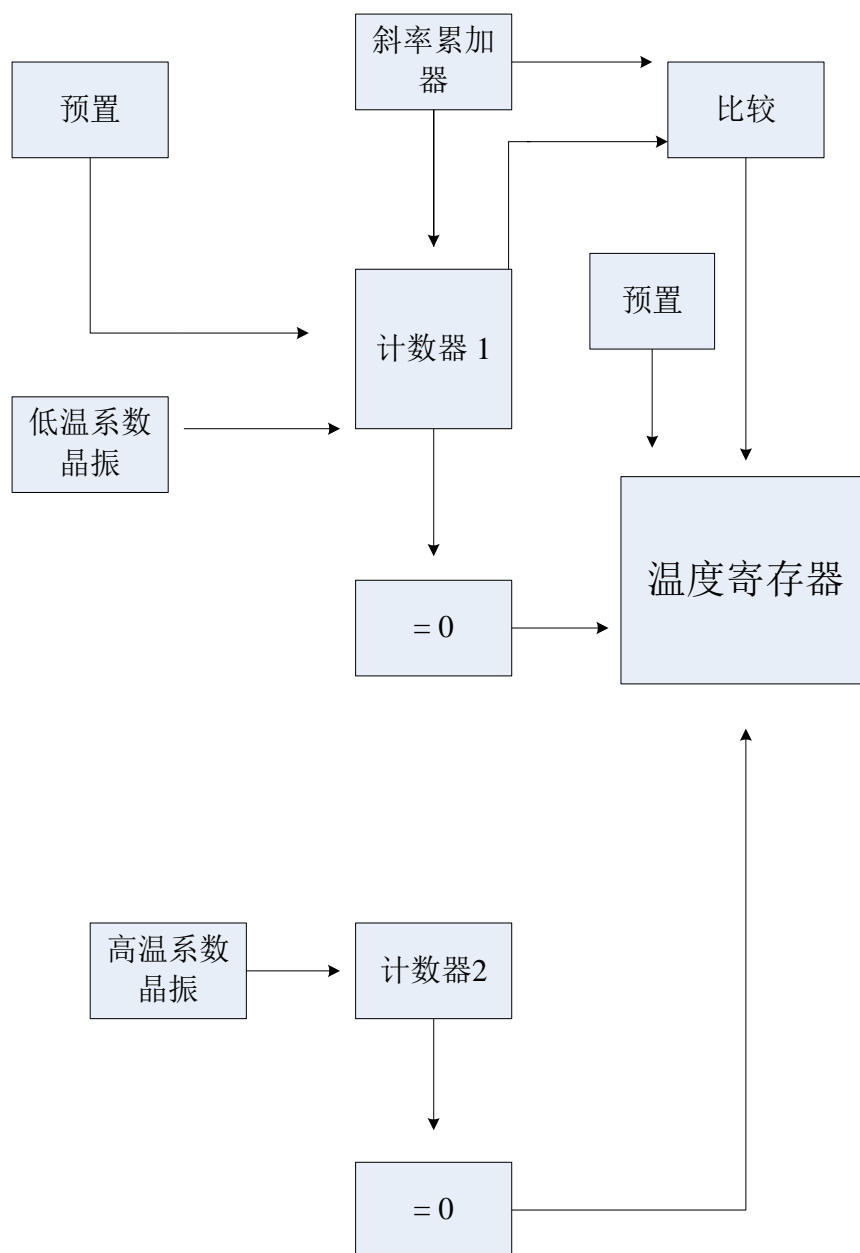 斜率累加
器
预置
比较
预置
计数器 1
低温系数
晶振
温度寄存器
= 0
高温系数
晶振
计数器2
= 0